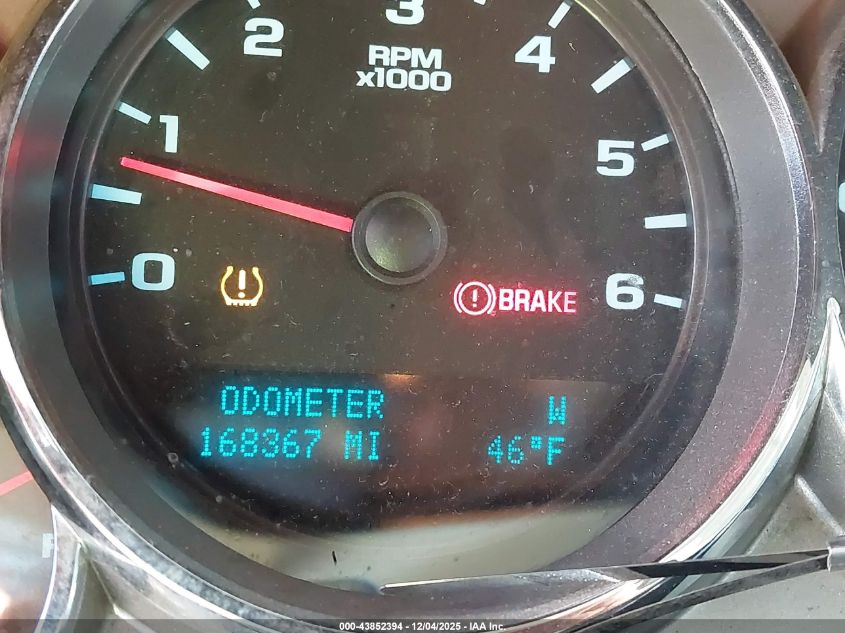 3
2
4
RPM
x1000
1
5
0
6
BRAKE
ODOMETER W
168367 MI 46°F
000-43852394 - 12/04/2025 - IAA Inc.